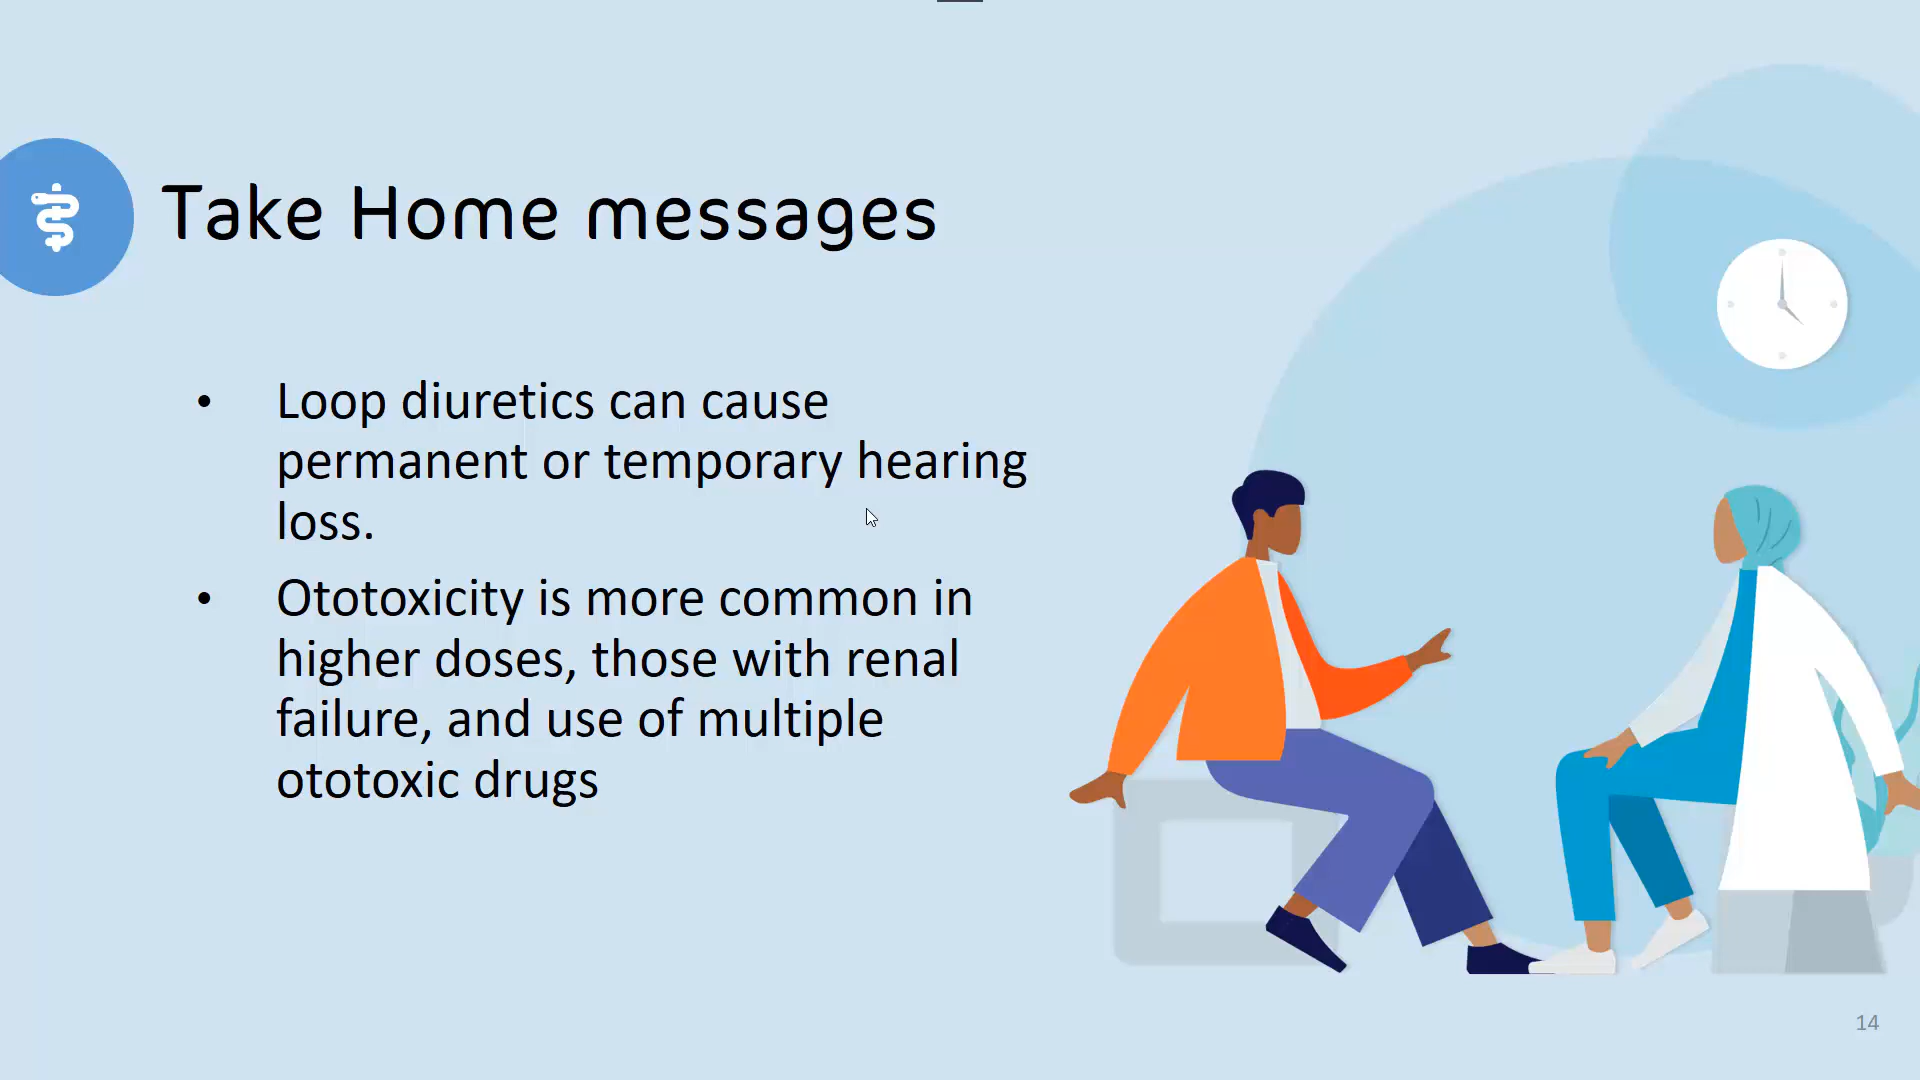 Take Home messages
• Loop diuretics can cause
permanent or temporary hearing
loss.
• Ototoxicity is more common in
higher doses, those with renal
failure, and use of multiple
ototoxic drugs
14